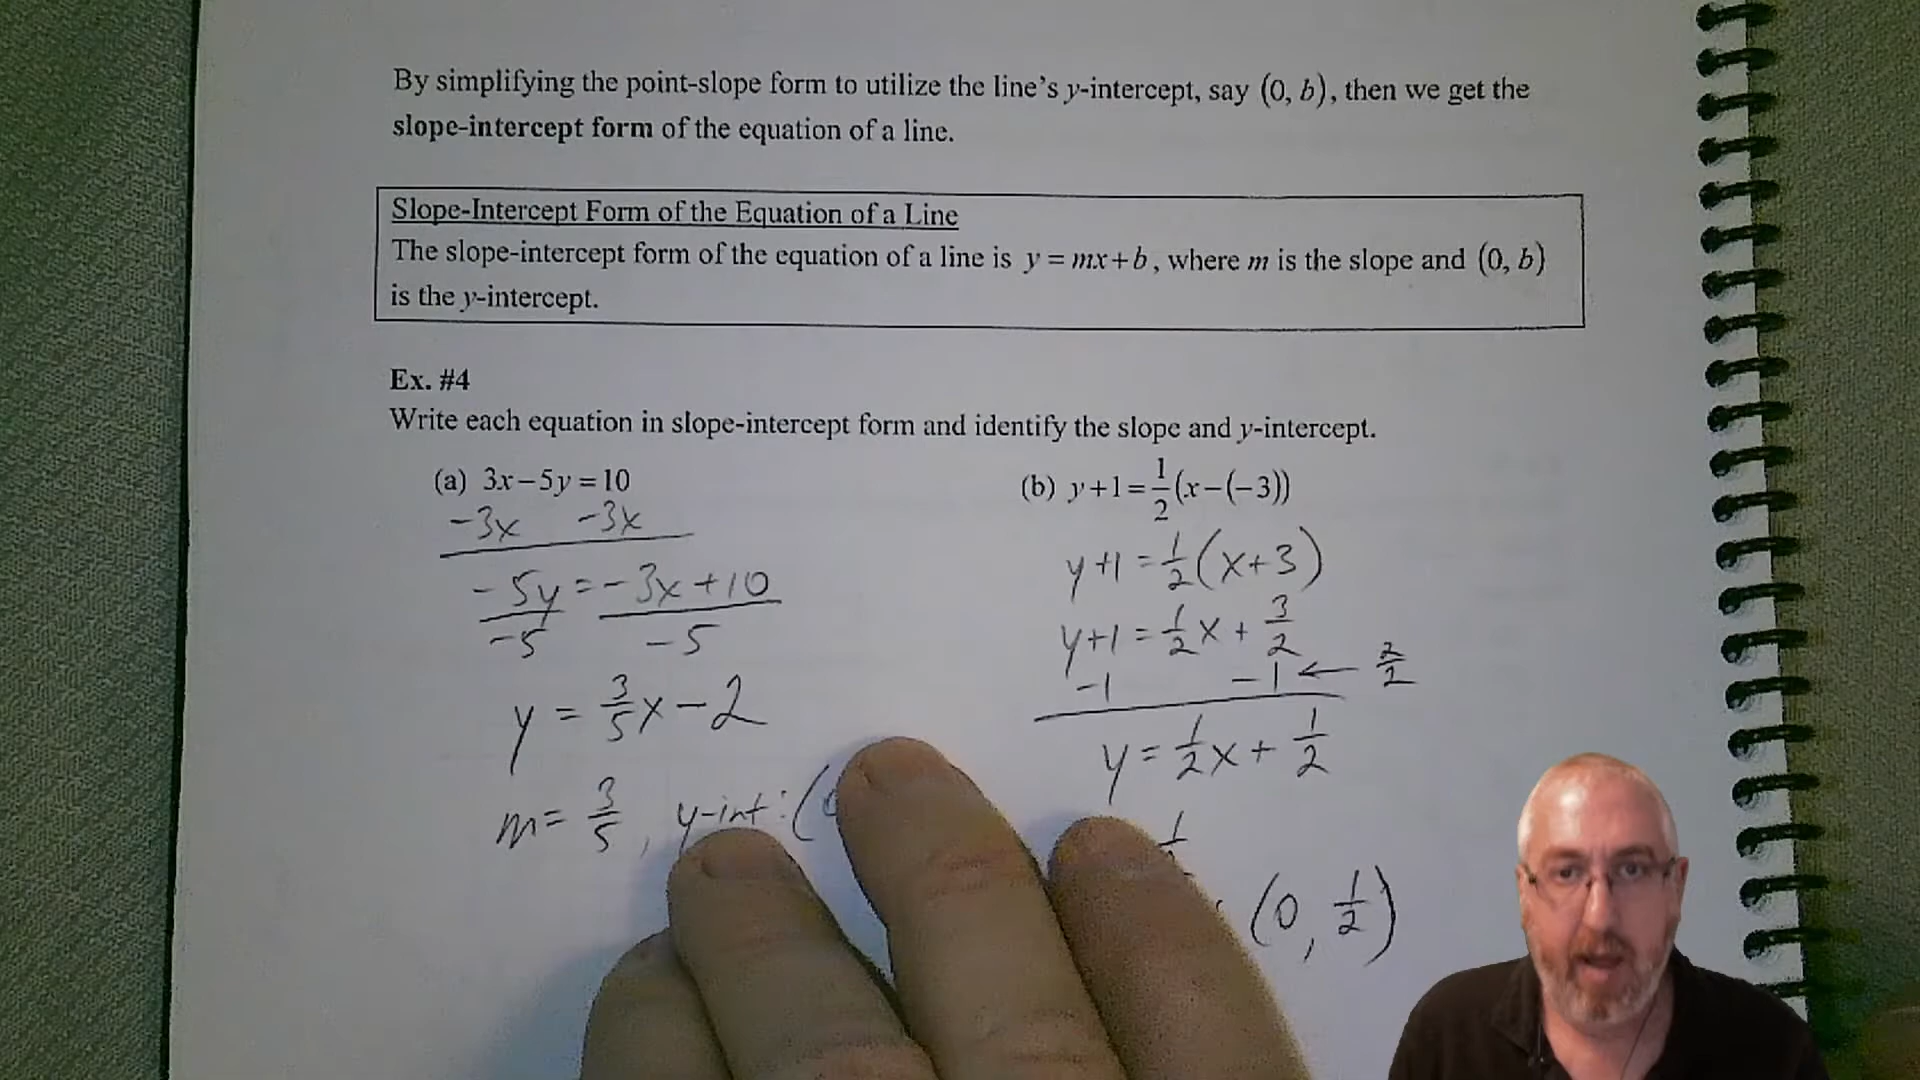 By simplifying the point-slope form to utilize the line's y-intercept, say (0, b), then we get the
slope-intercept form of the equation of a line.
Slope-Intercept Form of the Equation of a Line
The slope-intercept form of the equation of a line is y = mx+b, where m is the slope and (0, b)
is the y-intercept.
Ex. #4
Write each equation in slope-intercept form and identify the slope and y-intercept.
(a) 3x−5y=10
-3x -3x
-5y = -3x+10
-5 -5
y = 3/5 x - 2
m = 3/5, y-int: (
(b) y+1=1/2(x−(−3))
y+1 = 1/2(x+3)
y+1 = 1/2 x + 3/2
-1 -1 ← 2/2
y = 1/2 x + 1/2
(0, 1/2)